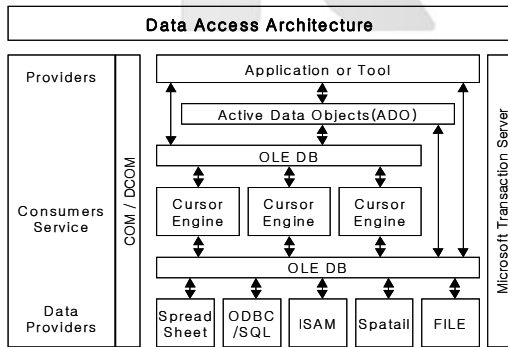 Data Access Architecture
Providers
Consumers
Service
Data
Providers
COM / DCOM
Application or Tool
Active Data Objects(ADO)
OLE DB
Cursor
Engine
Cursor
Engine
Cursor
Engine
OLE DB
Spread
Sheet
ODBC
/SQL
ISAM
Spatail
FILE
Microsoft Transaction Server